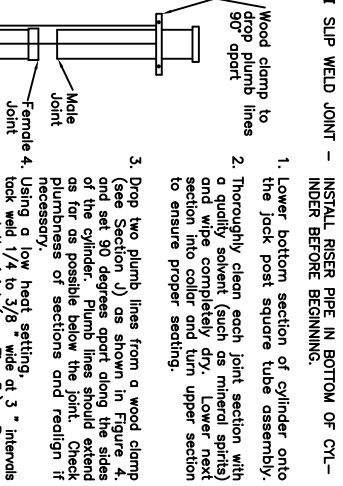 I SLIP WELD JOINT – INSTALL RISER PIPE IN BOTTOM OF CYL–
INDER BEFORE BEGINNING.
1. Lower bottom section of cylinder onto
the jack post square tube assembly.
2. Thoroughly clean each joint section with
a quality solvent (such as mineral spirits)
and wipe completely dry. Lower next
section into collar and turn upper section
to ensure proper seating.
3. Drop two plumb lines from a wood clamp
(see Section J) as shown in Figure 4.
and set 90 degrees apart along the sides
of the cylinder. Plumb lines should extend
as far as possible below the joint. Check
plumbness of sections and realign if
necessary.
4. Using a low heat setting,
tack weld 1/4 to 3/8 " wide at 3 " intervals
Wood clamp to
drop plumb lines
90° apart
Male
Joint
Female
Joint